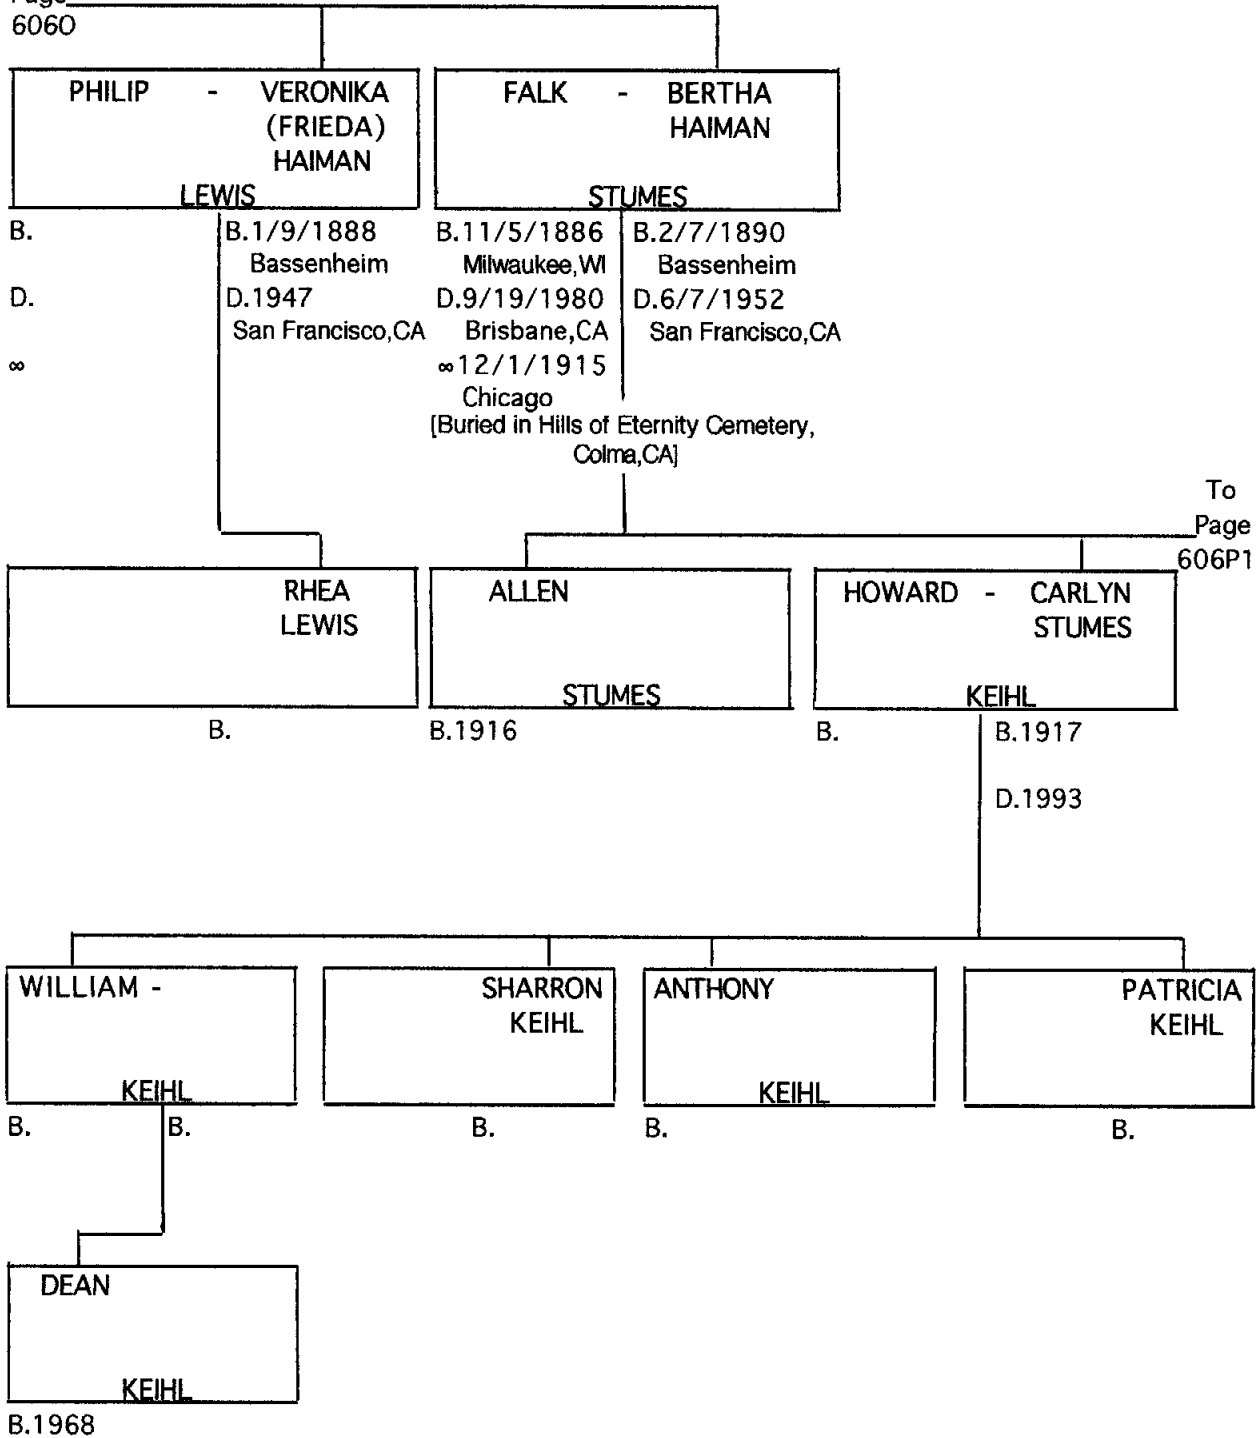 Page
606O
PHILIP - VERONIKA
(FRIEDA)
HAIMAN
LEWIS
FALK - BERTHA
HAIMAN
STUMES
B.
D.
∞
B.1/9/1888
Bassenheim
D.1947
San Francisco,CA
B.11/5/1886
Milwaukee,WI
D.9/19/1980
Brisbane,CA
∞12/1/1915
Chicago
B.2/7/1890
Bassenheim
D.6/7/1952
San Francisco,CA
[Buried in Hills of Eternity Cemetery,
Colma,CA]
To
Page
606P1
RHEA
LEWIS
B.
ALLEN
STUMES
B.1916
HOWARD - CARLYN
STUMES
KEIHL
B.
B.1917
D.1993
WILLIAM -
KEIHL
B.
B.
SHARRON
KEIHL
B.
ANTHONY
KEIHL
B.
PATRICIA
KEIHL
B.
DEAN
KEIHL
B.1968